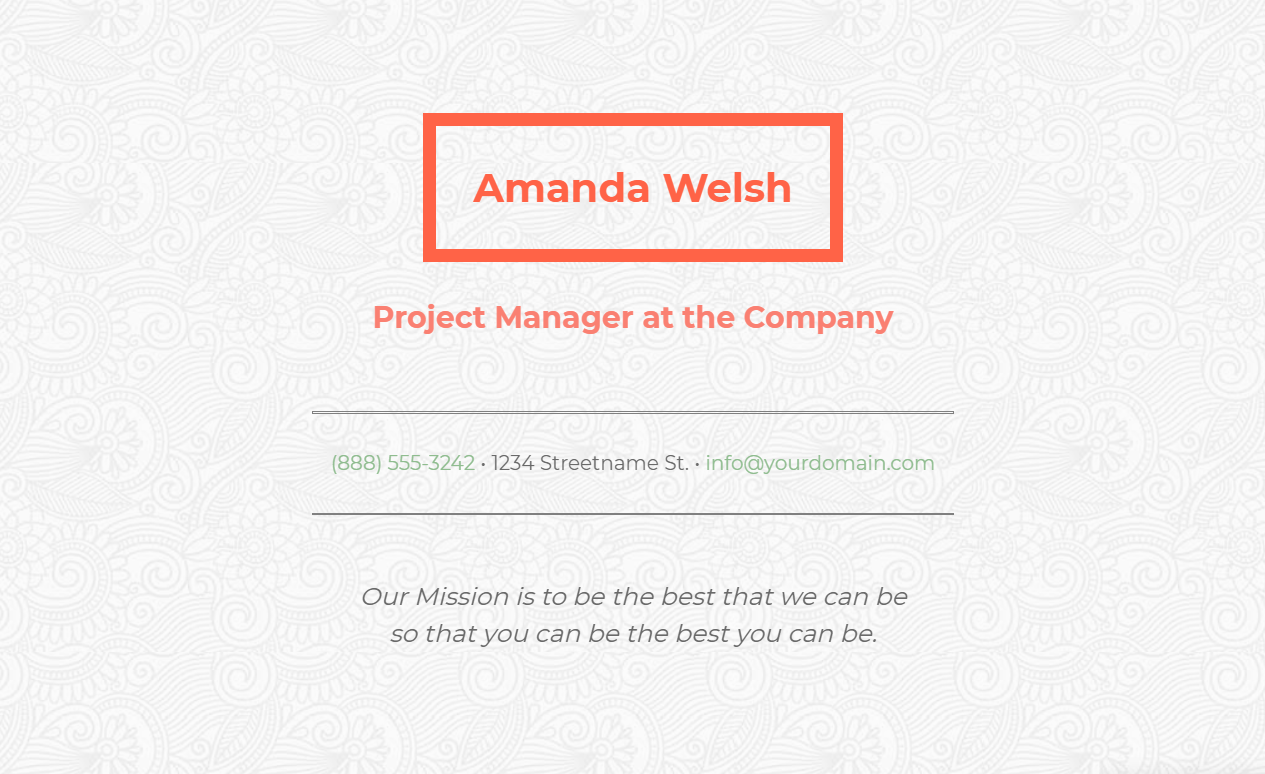 Amanda Welsh
Project Manager at the Company
(888) 555-3242 • 1234 Streetname St. • info@yourdomain.com
Our Mission is to be the best that we can be
so that you can be the best you can be.